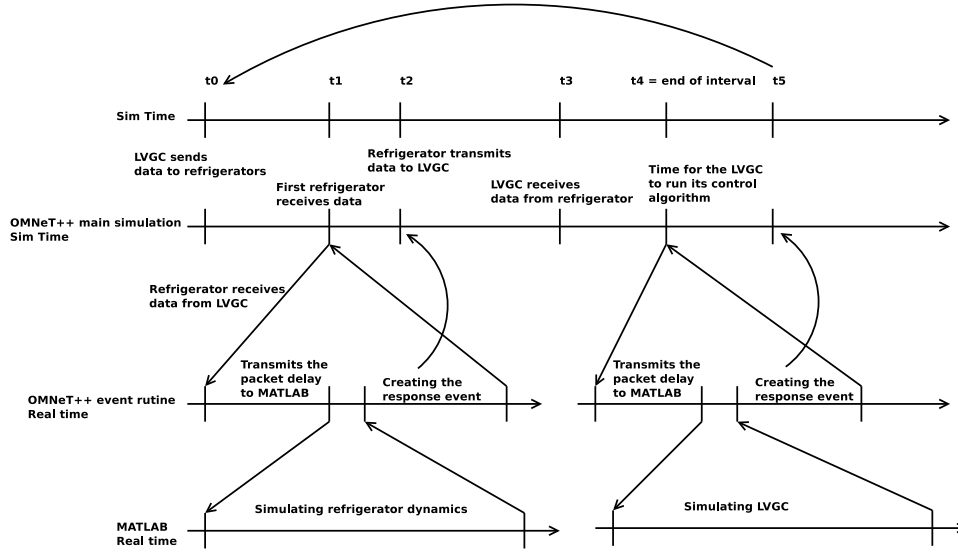 t0
t1
t2
t3
t4 = end of interval
t5
Sim Time
LVGC sends
data to refrigerators
First refrigerator
receives data
Refrigerator transmits
data to LVGC
LVGC receives
data from refrigerator
Time for the LVGC
to run its control
algorithm
OMNeT++ main simulation
Sim Time
Refrigerator receives
data from LVGC
Transmits the
packet delay
to MATLAB
Creating the
response event
Transmits the
packet delay
to MATLAB
Creating the
response event
OMNeT++ event rutine
Real time
Simulating refrigerator dynamics
Simulating LVGC
MATLAB
Real time